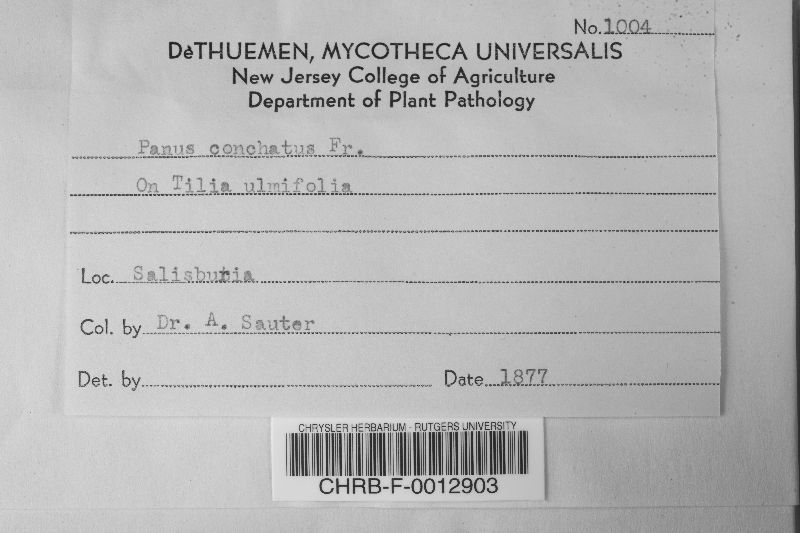 No. 1004
DèTHUEMEN, MYCOTHECA UNIVERSALIS
New Jersey College of Agriculture
Department of Plant Pathology
Panus conchatus Fr.
On Tilia ulmifolia
Loc. Salisburia
Col. by Dr. A. Sauter
Det. by
Date 1877
CHRYSLER HERBARIUM - RUTGERS UNIVERSITY
CHRB-F-0012903